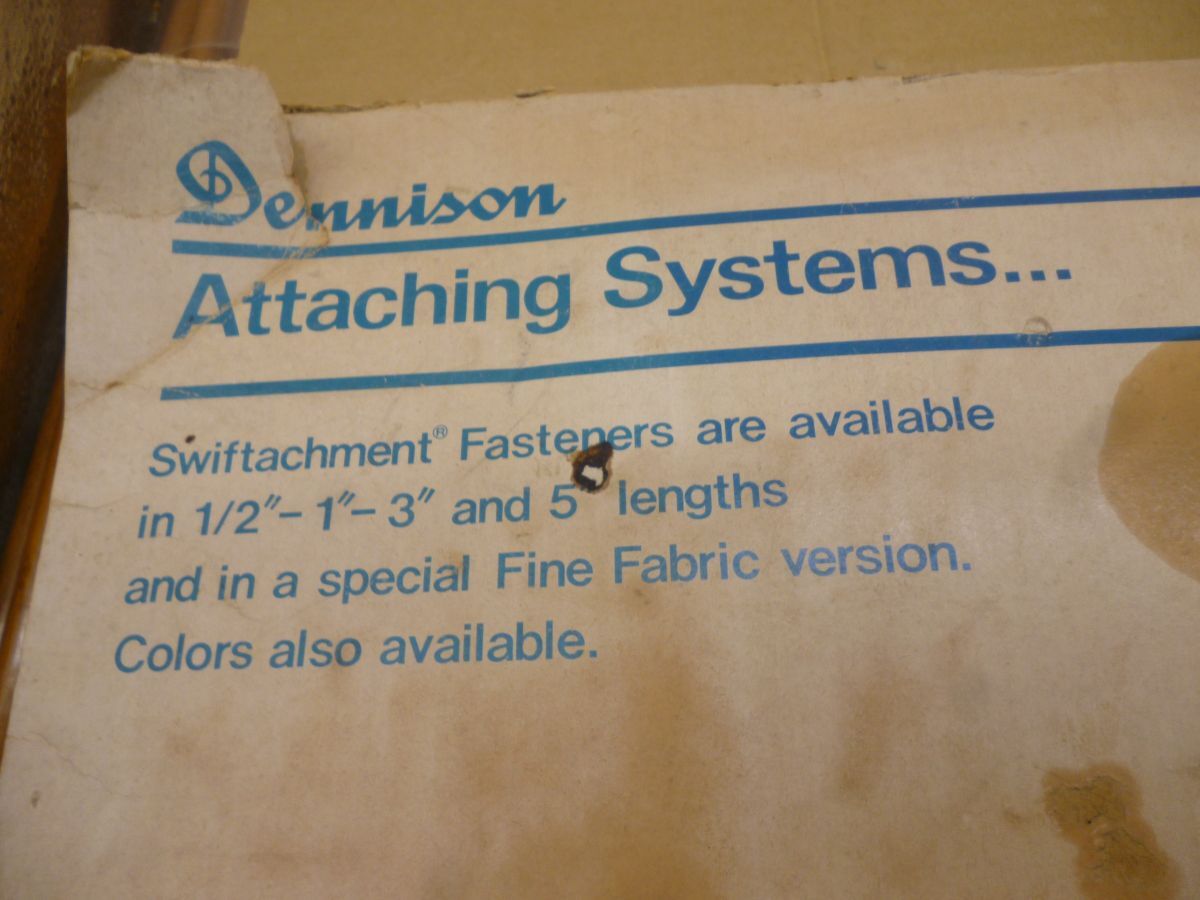 Dennison
Attaching Systems...
Swiftachment® Fasteners are available
in 1/2″– 1″– 3″ and 5″ lengths
and in a special Fine Fabric version.
Colors also available.